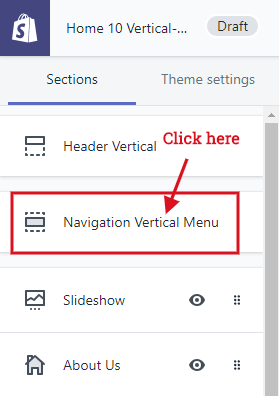 Home 10 Vertical-... Draft
Sections Theme settings
Header Vertical
Click here
Navigation Vertical Menu
Slideshow
About Us